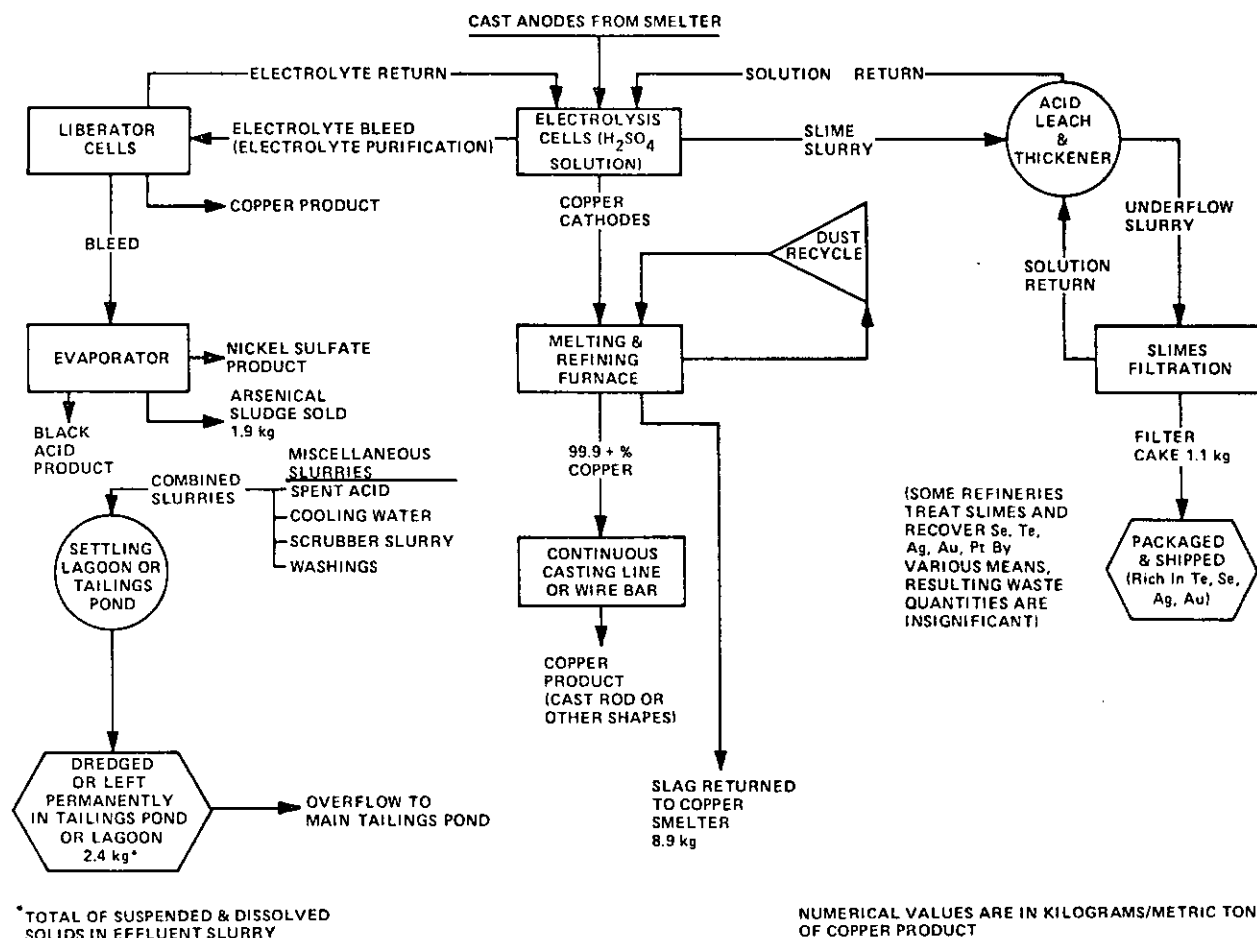 CAST ANODES FROM SMELTER
ELECTROLYTE RETURN
SOLUTION RETURN
LIBERATOR
CELLS
ELECTROLYTE BLEED
(ELECTROLYTE PURIFICATION)
ELECTROLYSIS
CELLS (H2SO4
SOLUTION)
SLIME
SLURRY
ACID
LEACH
&
THICKENER
COPPER PRODUCT
BLEED
COPPER
CATHODES
DUST
RECYCLE
UNDERFLOW
SLURRY
SOLUTION
RETURN
EVAPORATOR
NICKEL SULFATE
PRODUCT
ARSENICAL
SLUDGE SOLD
1.9 kg
BLACK
ACID
PRODUCT
MELTING &
REFINING
FURNACE
SLIMES
FILTRATION
FILTER
CAKE 1.1 kg
99.9 + %
COPPER
MISCELLANEOUS
SLURRIES
COMBINED
SLURRIES
SPENT ACID
COOLING WATER
SCRUBBER SLURRY
WASHINGS
SETTLING
LAGOON OR
TAILINGS
POND
CONTINUOUS
CASTING LINE
OR WIRE BAR
(SOME REFINERIES
TREAT SLIMES AND
RECOVER Se, Te,
Ag, Au, Pt By
VARIOUS MEANS,
RESULTING WASTE
QUANTITIES ARE
INSIGNIFICANT)
PACKAGED
& SHIPPED
(Rich In Te, Se,
Ag, Au)
COPPER
PRODUCT
(CAST ROD OR
OTHER SHAPES)
DREDGED
OR LEFT
PERMANENTLY
IN TAILINGS POND
OR LAGOON
2.4 kg*
OVERFLOW TO
MAIN TAILINGS POND
SLAG RETURNED
TO COPPER
SMELTER
8.9 kg
*TOTAL OF SUSPENDED & DISSOLVED
SOLIDS IN EFFLUENT SLURRY
NUMERICAL VALUES ARE IN KILOGRAMS/METRIC TON
OF COPPER PRODUCT